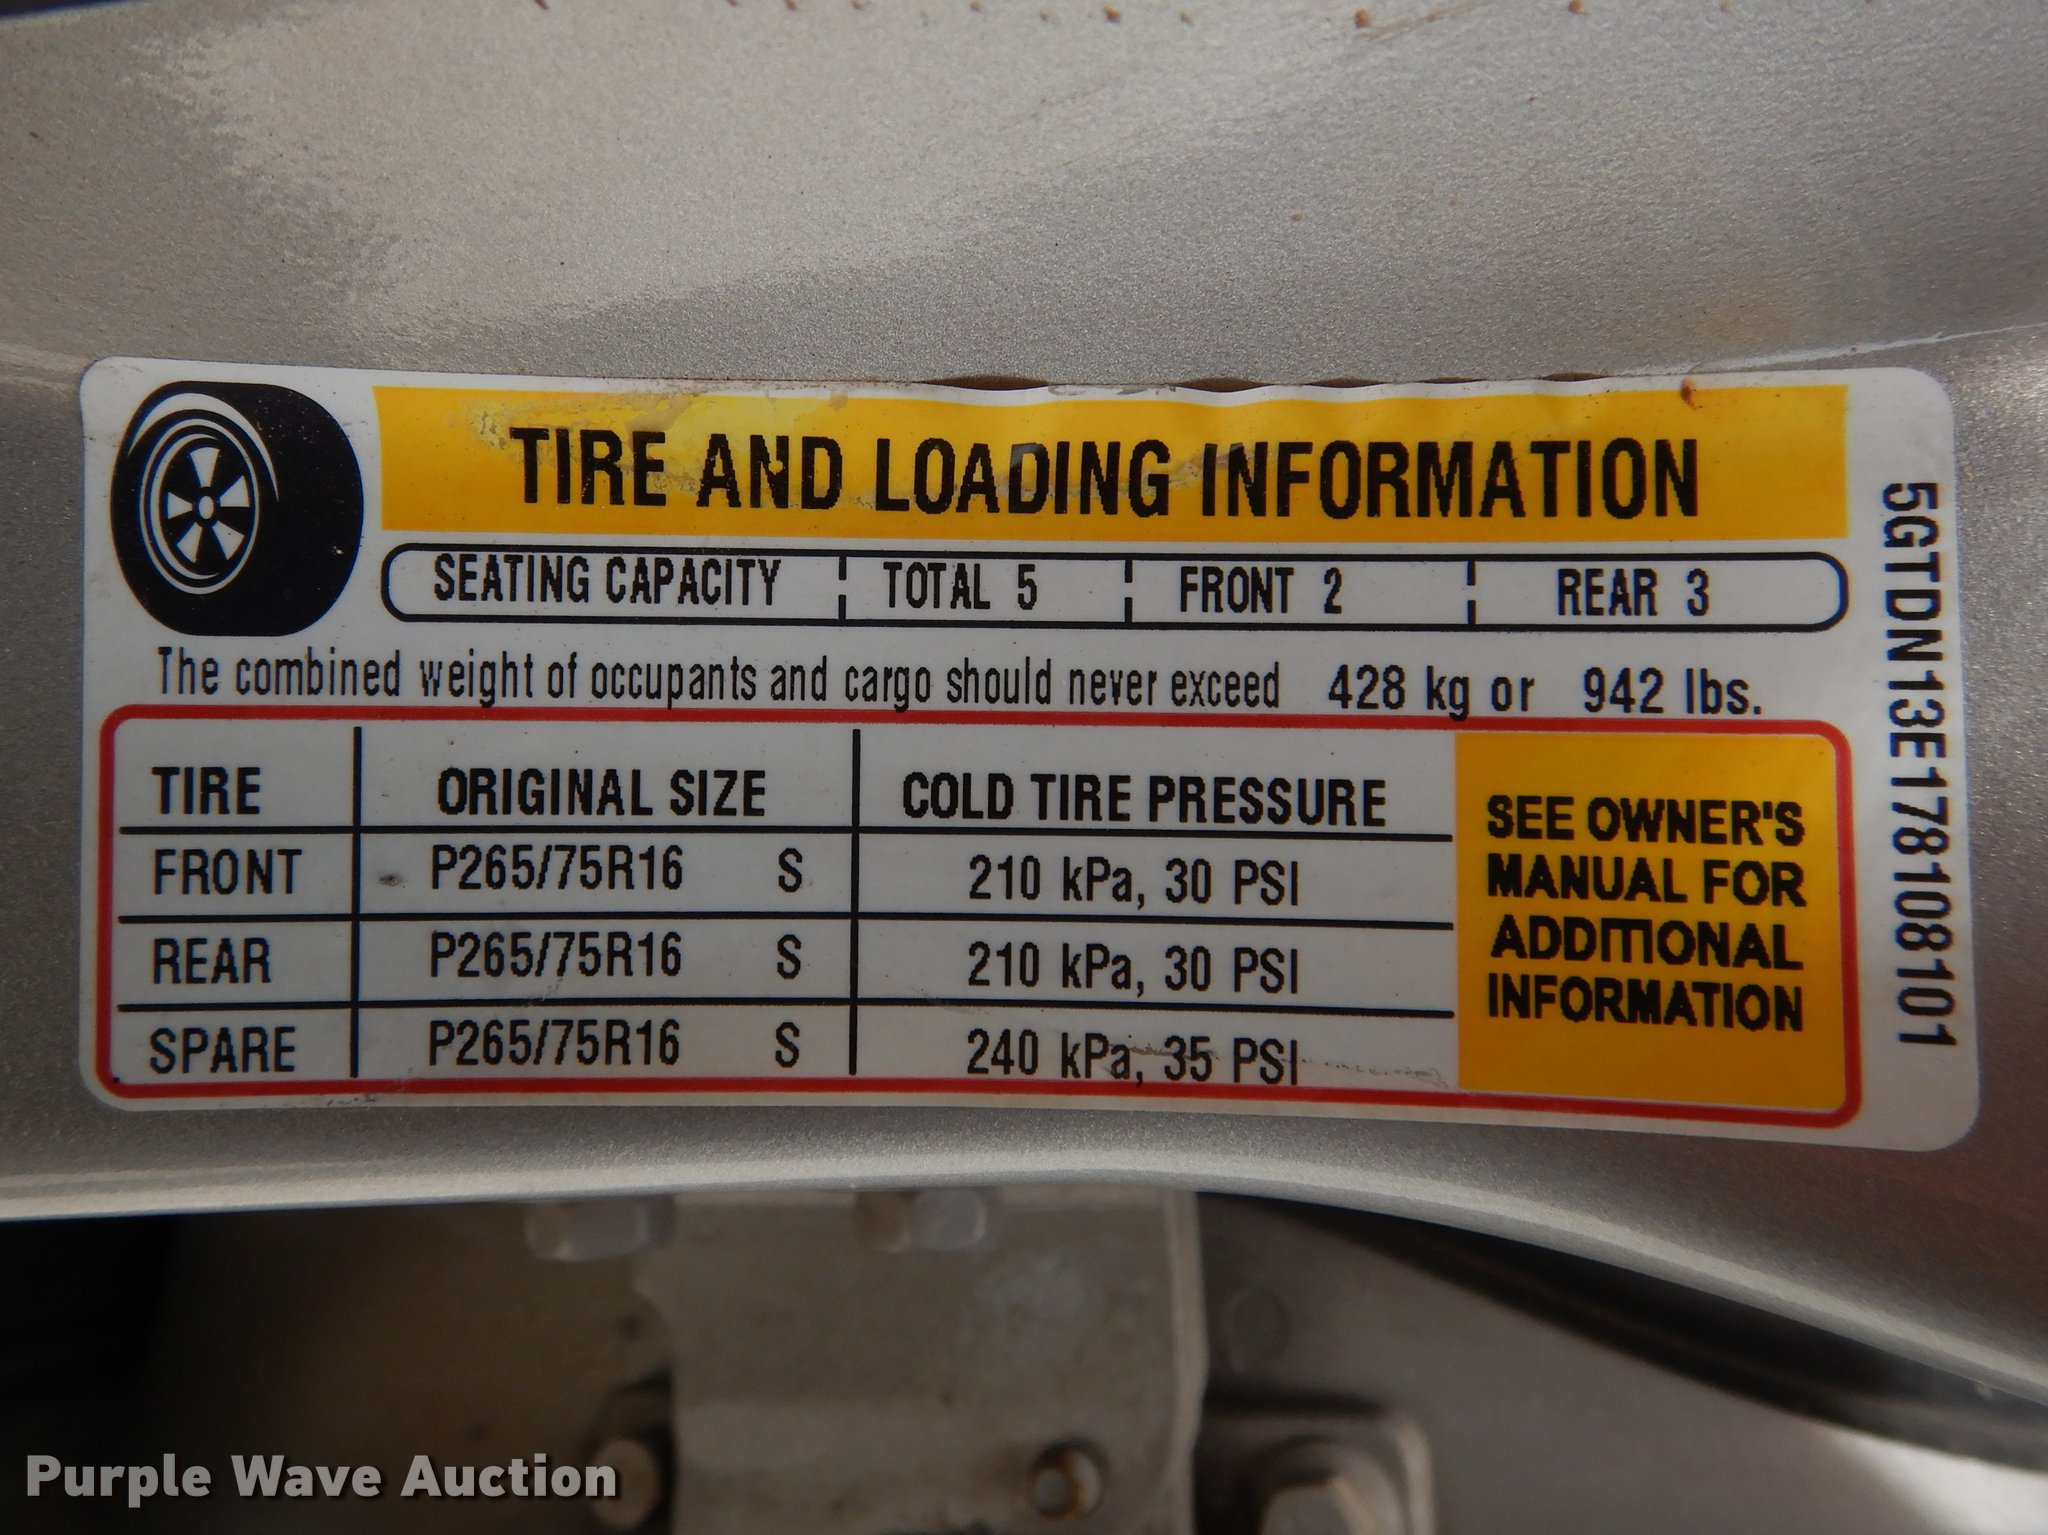 TIRE AND LOADING INFORMATION
SEATING CAPACITY TOTAL 5 FRONT 2 REAR 3
The combined weight of occupants and cargo should never exceed 428 kg or 942 lbs.
TIRE ORIGINAL SIZE COLD TIRE PRESSURE
FRONT P265/75R16 S 210 kPa, 30 PSI
REAR P265/75R16 S 210 kPa, 30 PSI
SPARE P265/75R16 S 240 kPa, 35 PSI
SEE OWNER'S
MANUAL FOR
ADDITIONAL
INFORMATION
5GTDN13E178108101
Purple Wave Auction